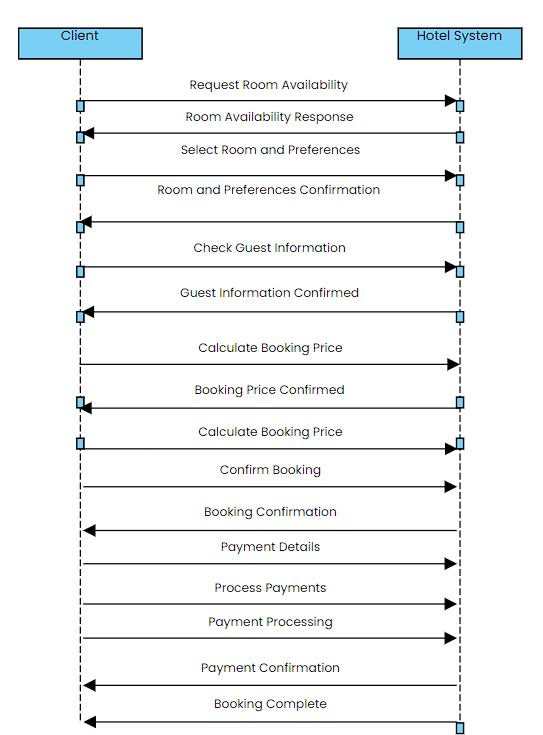 Client
Hotel System
Request Room Availability
Room Availability Response
Select Room and Preferences
Room and Preferences Confirmation
Check Guest Information
Guest Information Confirmed
Calculate Booking Price
Booking Price Confirmed
Calculate Booking Price
Confirm Booking
Booking Confirmation
Payment Details
Process Payments
Payment Processing
Payment Confirmation
Booking Complete